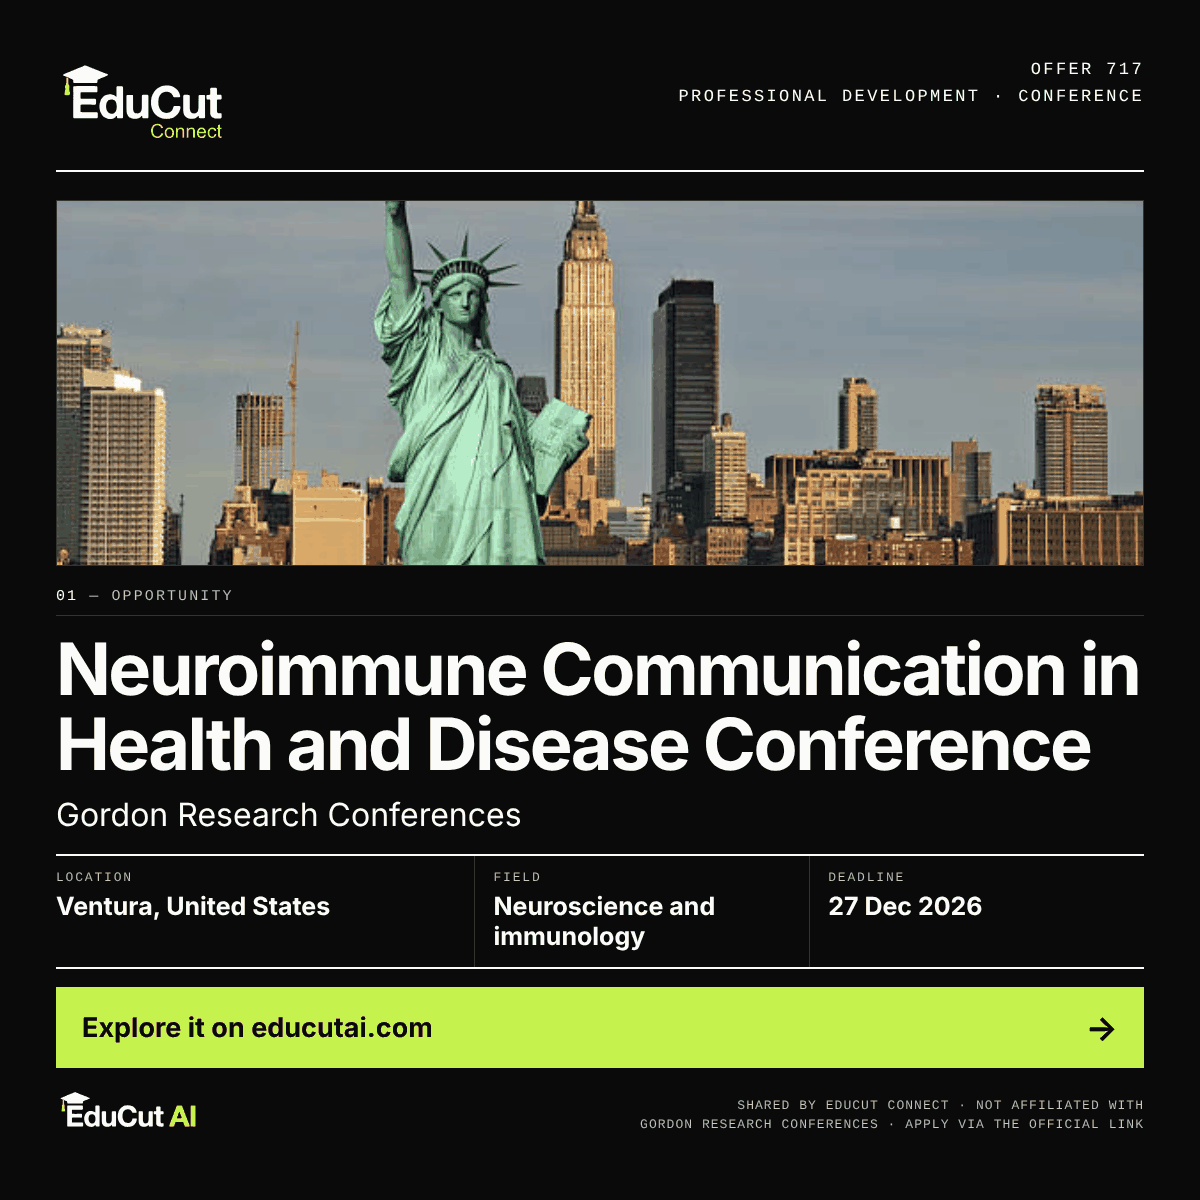 EduCut
Connect
OFFER 717
PROFESSIONAL DEVELOPMENT · CONFERENCE
01 — OPPORTUNITY
Neuroimmune Communication in
Health and Disease Conference
Gordon Research Conferences
LOCATION
Ventura, United States
FIELD
Neuroscience and
immunology
DEADLINE
27 Dec 2026
Explore it on educutai.com →
EduCut AI
SHARED BY EDUCUT CONNECT · NOT AFFILIATED WITH
GORDON RESEARCH CONFERENCES · APPLY VIA THE OFFICIAL LINK